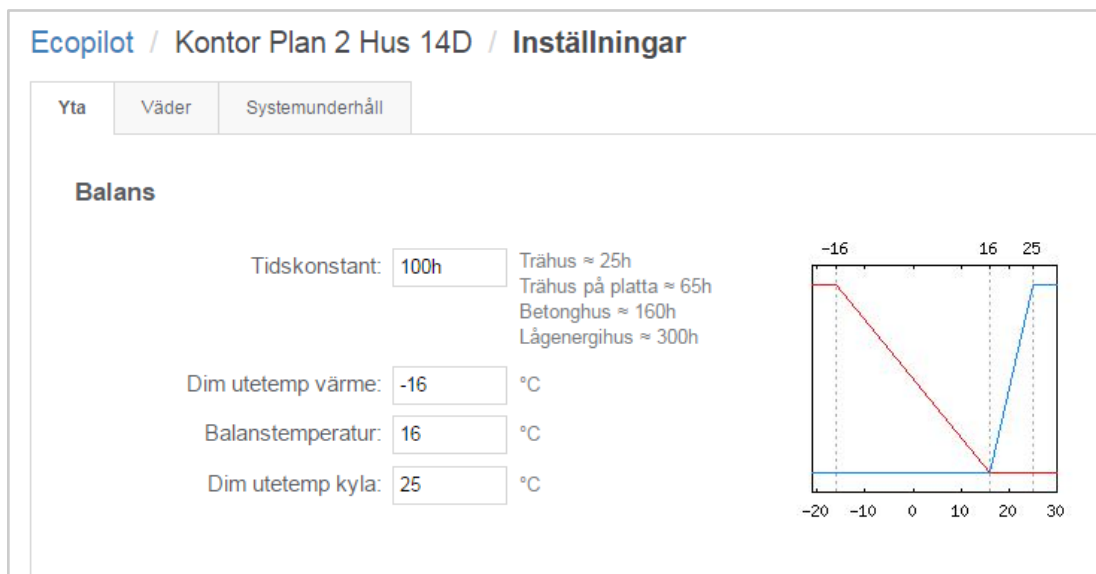 Ecopilot / Kontor Plan 2 Hus 14D / Inställningar
Yta Väder Systemunderhåll
Balans
Tidskonstant: 100h
Trähus ≈ 25h
Trähus på platta ≈ 65h
Betonghus ≈ 160h
Lågenergihus ≈ 300h
Dim utetemp värme: -16 °C
Balanstemperatur: 16 °C
Dim utetemp kyla: 25 °C
-16 16 25
-20 -10 0 10 20 30